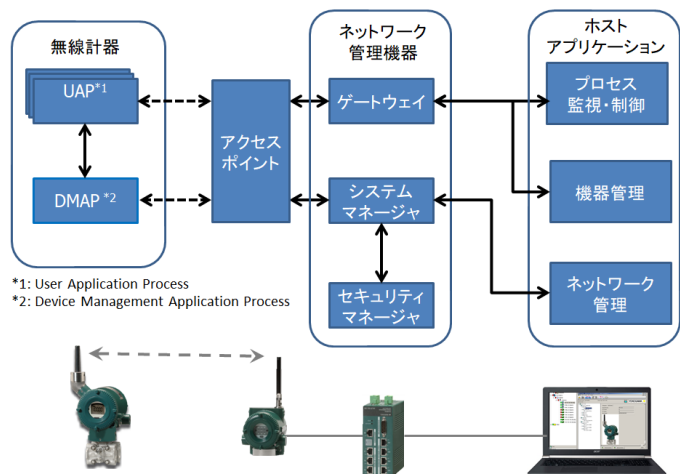 無線計器
UAP*1
DMAP *2
*1: User Application Process
*2: Device Management Application Process
アクセス
ポイント
ネットワーク
管理機器
ゲートウェイ
システム
マネージャ
セキュリティ
マネージャ
ホスト
アプリケーション
プロセス
監視・制御
機器管理
ネットワーク
管理